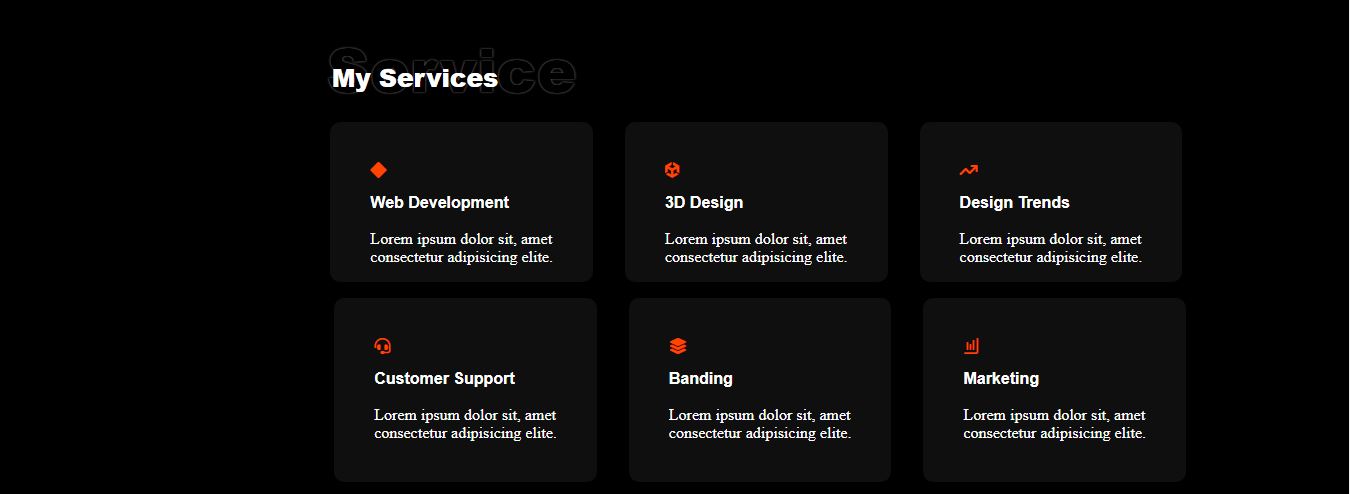 Service
My Services
Web Development
Lorem ipsum dolor sit, amet
consectetur adipisicing elite.
3D Design
Lorem ipsum dolor sit, amet
consectetur adipisicing elite.
Design Trends
Lorem ipsum dolor sit, amet
consectetur adipisicing elite.
Customer Support
Lorem ipsum dolor sit, amet
consectetur adipisicing elite.
Banding
Lorem ipsum dolor sit, amet
consectetur adipisicing elite.
Marketing
Lorem ipsum dolor sit, amet
consectetur adipisicing elite.